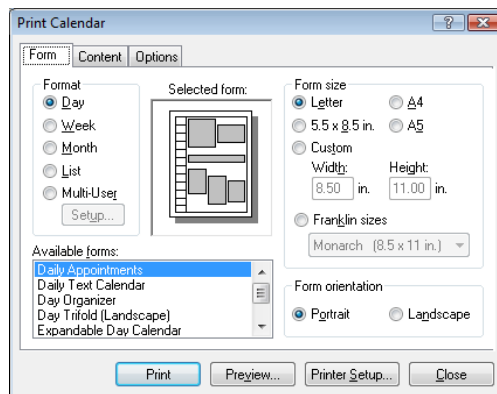 Print Calendar
Form
Content
Options
Format
Day
Week
Month
List
Multi-User
Setup...
Selected form:
Form size
Letter
A4
5.5 x 8.5 in.
A5
Custom
Width:
Height:
8.50 in.
11.00 in.
Franklin sizes
Monarch (8.5 x 11 in.)
Available forms:
Daily Appointments
Daily Text Calendar
Day Organizer
Day Trifold (Landscape)
Expandable Day Calendar
Form orientation
Portrait
Landscape
Print
Preview...
Printer Setup...
Close